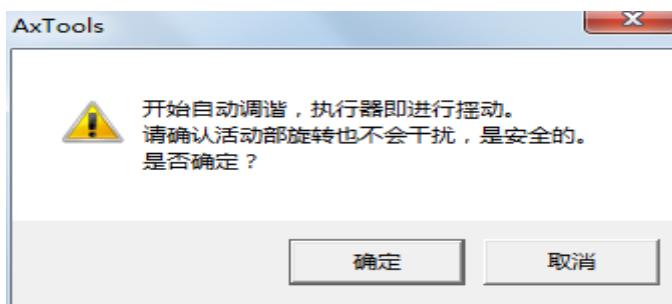 AxTools
开始自动调谐，执行器即进行摇动。
请确认活动部旋转也不会干扰，是安全的。
是否确定？
确定
取消